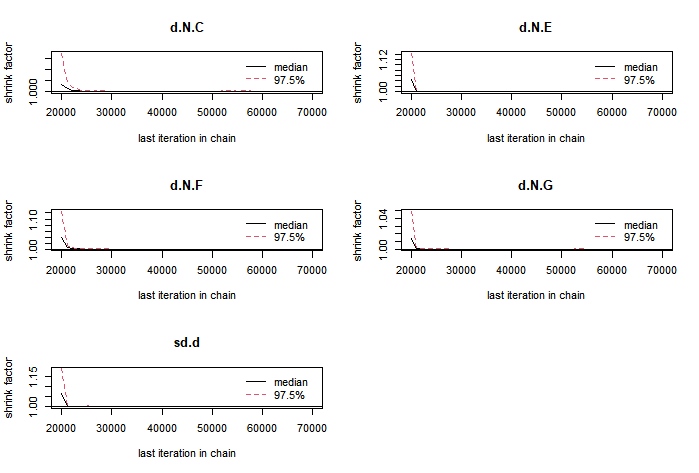 d.N.C
shrink factor
1.000
median
97.5%
20000 30000 40000 50000 60000 70000
last iteration in chain
d.N.E
shrink factor
1.00 1.12
median
97.5%
20000 30000 40000 50000 60000 70000
last iteration in chain
d.N.F
shrink factor
1.00 1.10
median
97.5%
20000 30000 40000 50000 60000 70000
last iteration in chain
d.N.G
shrink factor
1.00 1.04
median
97.5%
20000 30000 40000 50000 60000 70000
last iteration in chain
sd.d
shrink factor
1.00 1.15
median
97.5%
20000 30000 40000 50000 60000 70000
last iteration in chain